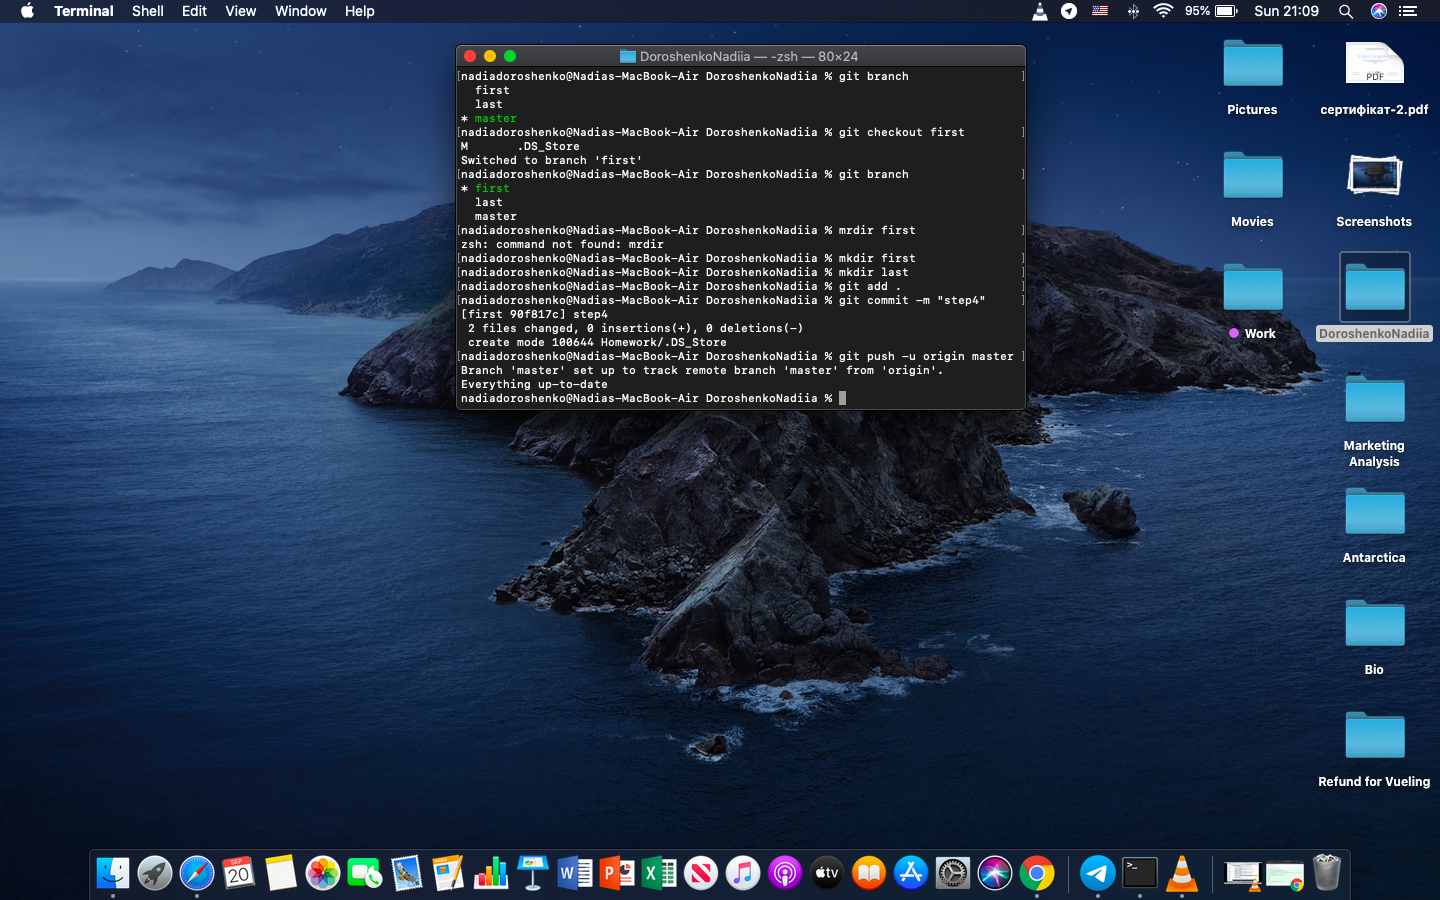 Terminal Shell Edit View Window Help 95% Sun 21:09
DoroshenkoNadiia — -zsh — 80×24
[nadiadoroshenko@Nadias-MacBook-Air DoroshenkoNadiia % git branch ]
first
last
* master
[nadiadoroshenko@Nadias-MacBook-Air DoroshenkoNadiia % git checkout first ]
M .DS_Store
Switched to branch 'first'
[nadiadoroshenko@Nadias-MacBook-Air DoroshenkoNadiia % git branch ]
* first
last
master
[nadiadoroshenko@Nadias-MacBook-Air DoroshenkoNadiia % mrdir first ]
zsh: command not found: mrdir
[nadiadoroshenko@Nadias-MacBook-Air DoroshenkoNadiia % mkdir first ]
[nadiadoroshenko@Nadias-MacBook-Air DoroshenkoNadiia % mkdir last ]
[nadiadoroshenko@Nadias-MacBook-Air DoroshenkoNadiia % git add . ]
[nadiadoroshenko@Nadias-MacBook-Air DoroshenkoNadiia % git commit -m "step4" ]
[first 90f817c] step4
2 files changed, 0 insertions(+), 0 deletions(-)
create mode 100644 Homework/.DS_Store
[nadiadoroshenko@Nadias-MacBook-Air DoroshenkoNadiia % git push -u origin master ]
Branch 'master' set up to track remote branch 'master' from 'origin'.
Everything up-to-date
nadiadoroshenko@Nadias-MacBook-Air DoroshenkoNadiia %
PDF
Pictures
сертифікат-2.pdf
Movies
Screenshots
Work
DoroshenkoNadiia
Marketing
Analysis
Antarctica
Bio
Refund for Vueling
SEP
20
W
P
X
tv
>_